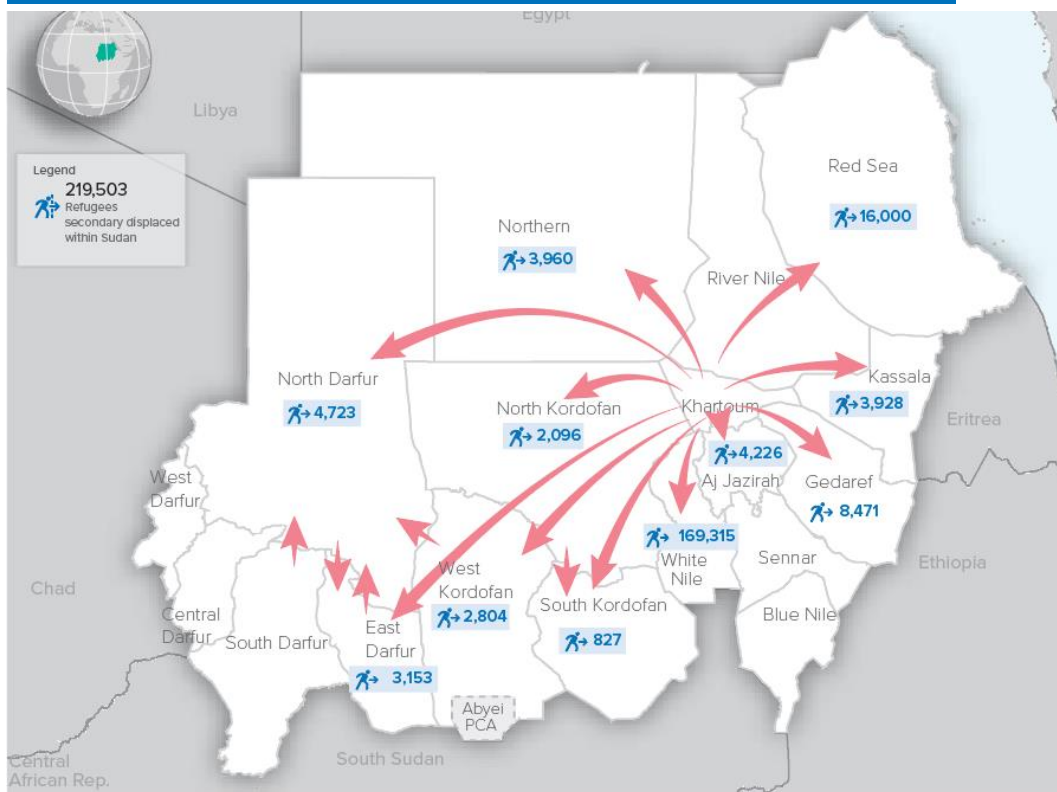 Egypt
Libya
Legend
219,503
Refugees
secondary displaced
within Sudan
Red Sea
16,000
Northern
3,960
River Nile
North Darfur
4,723
North Kordofan
2,096
Khartoum
Kassala
3,928
Eritrea
4,226
Aj Jazirah
Gedaref
8,471
West
Darfur
169,315
White
Nile
Sennar
Ethiopia
Chad
West
Kordofan
2,804
South Kordofan
827
Blue Nile
Central
Darfur
South Darfur
East
Darfur
3,153
Abyei
PCA
South Sudan
Central
African Rep.